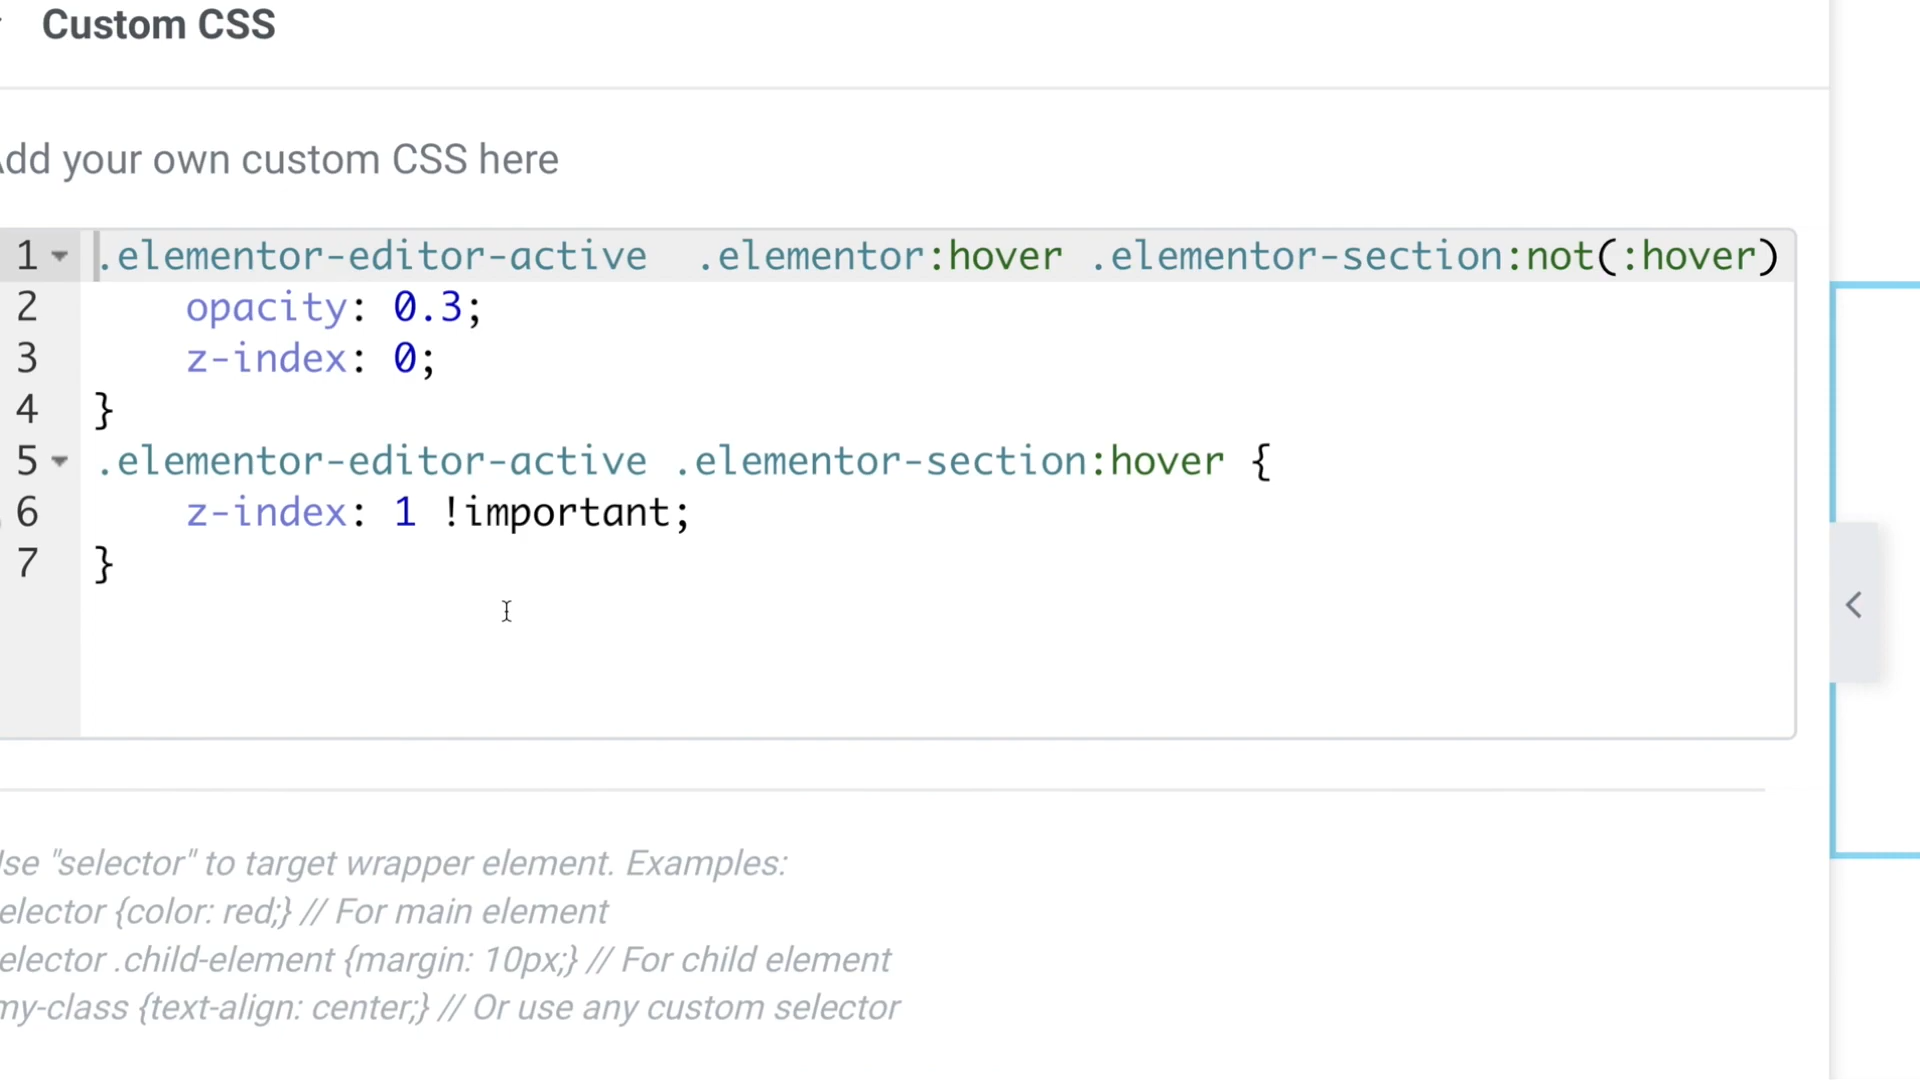 Custom CSS
dd your own custom CSS here
1 .elementor-editor-active  .elementor:hover .elementor-section:not(:hover)
2     opacity: 0.3;
3     z-index: 0;
4 }
5 .elementor-editor-active .elementor-section:hover {
6     z-index: 1 !important;
7 }
se "selector" to target wrapper element. Examples:
elector {color: red;} // For main element
elector .child-element {margin: 10px;} // For child element
my-class {text-align: center;} // Or use any custom selector